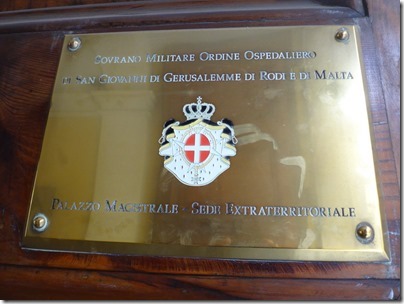 SOVRANO MILITARE ORDINE OSPEDALIERO
DI SAN GIOVANNI DI GERUSALEMME DI RODI E DI MALTA
PALAZZO MAGISTRALE - SEDE EXTRATERRITORIALE